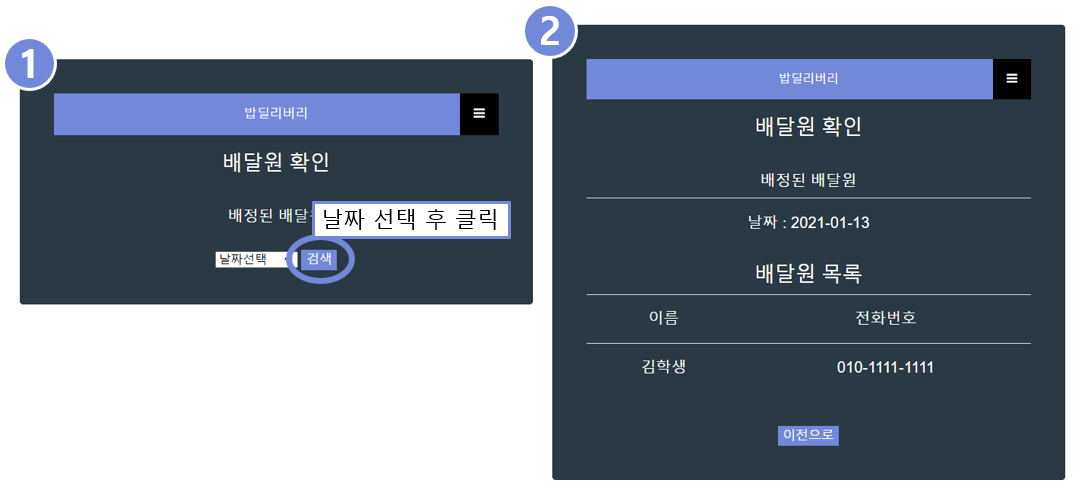 1
밥딜리버리
≡
배달원 확인
배정된 배달
날짜 선택 후 클릭
날짜선택
검색
2
밥딜리버리
≡
배달원 확인
배정된 배달원
날짜 : 2021-01-13
배달원 목록
이름 전화번호
김학생 010-1111-1111
이전으로